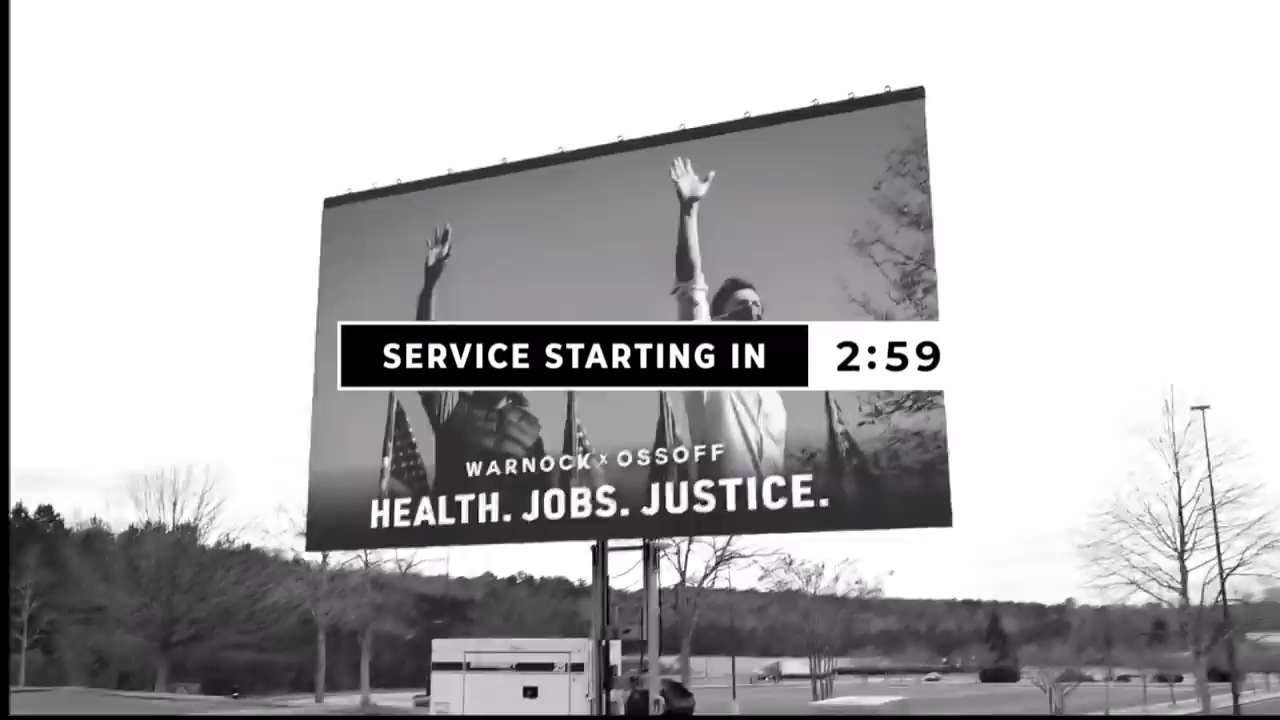 SERVICE STARTING IN 2:59
WARNOCK x OSSOFF
HEALTH. JOBS. JUSTICE.